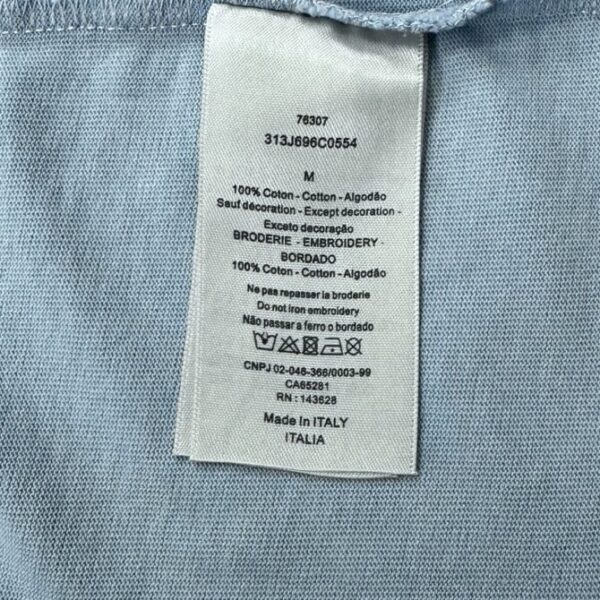 76307
313J696C0554
M
100% Coton - Cotton - Algodão
Sauf décoration - Except decoration -
Exceto decoração
BRODERIE - EMBROIDERY -
BORDADO
100% Coton - Cotton - Algodão
Ne pas repasser la broderie
Do not iron embroidery
Não passar a ferro o bordado
CNPJ 02-046-366/0003-99
CA65281
RN : 143628
Made in ITALY
ITALIA